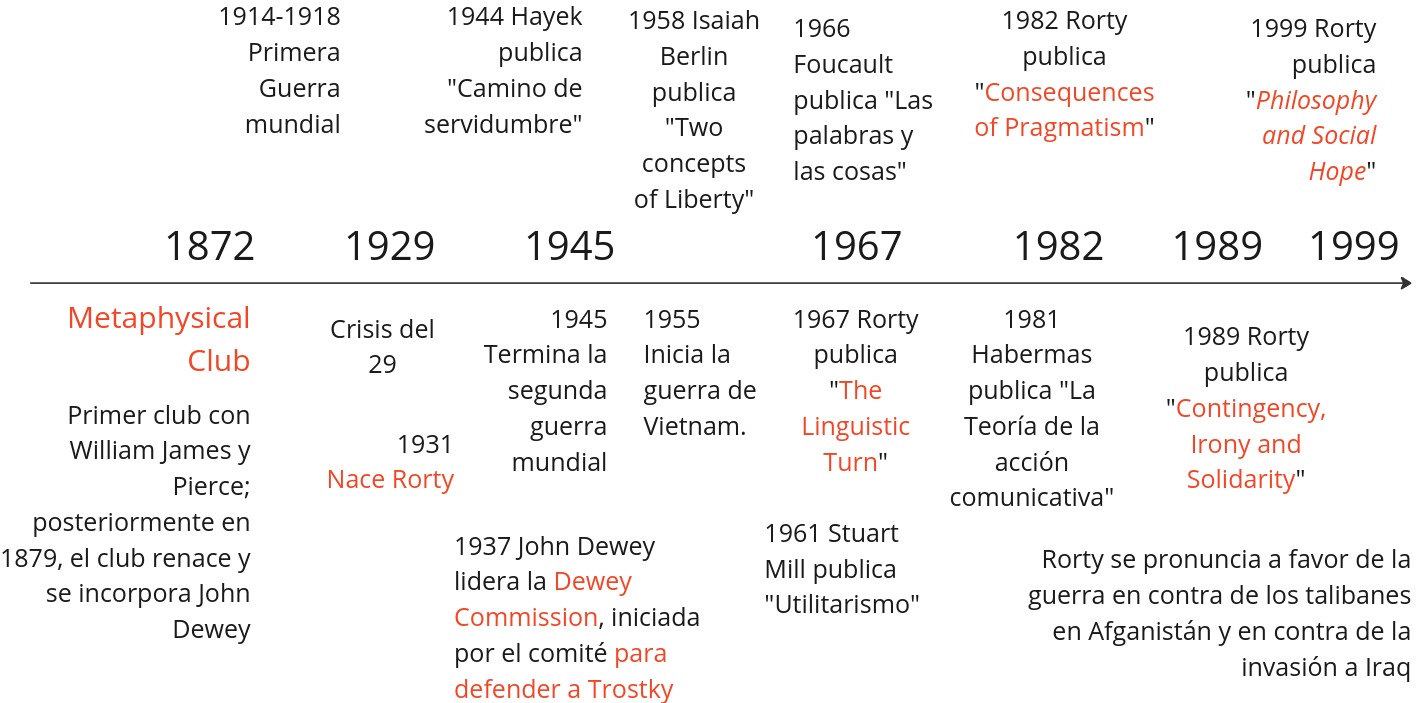 1914-1918
Primera
Guerra
mundial
1944 Hayek
publica
"Camino de
servidumbre"
1958 Isaiah
Berlin
publica
"Two
concepts
of Liberty"
1966
Foucault
publica "Las
palabras y
las cosas"
1982 Rorty
publica
"Consequences
of Pragmatism"
1999 Rorty
publica
"Philosophy
and Social
Hope"
1872
1929
1945
1967
1982
1989
1999
Metaphysical
Club
Primer club con
William James y
Pierce;
posteriormente en
1879, el club renace y
se incorpora John
Dewey
Crisis del
29
1931
Nace Rorty
1945
Termina la
segunda
guerra
mundial
1955
Inicia la
guerra de
Vietnam.
1937 John Dewey
lidera la Dewey
Commission, iniciada
por el comité para
defender a Trostky
1967 Rorty
publica
"The
Linguistic
Turn"
1961 Stuart
Mill publica
"Utilitarismo"
1981
Habermas
publica "La
Teoría de la
acción
comunicativa"
1989 Rorty
publica
"Contingency,
Irony and
Solidarity"
Rorty se pronuncia a favor de la
guerra en contra de los talibanes
en Afganistán y en contra de la
invasión a Iraq